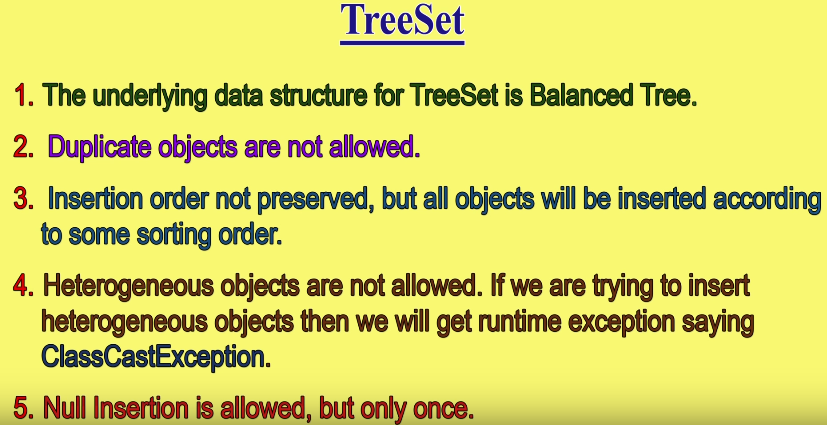 TreeSet
1. The underlying data structure for TreeSet is Balanced Tree.
2. Duplicate objects are not allowed.
3. Insertion order not preserved, but all objects will be inserted according
to some sorting order.
4. Heterogeneous objects are not allowed. If we are trying to insert
heterogeneous objects then we will get runtime exception saying
ClassCastException.
5. Null Insertion is allowed, but only once.